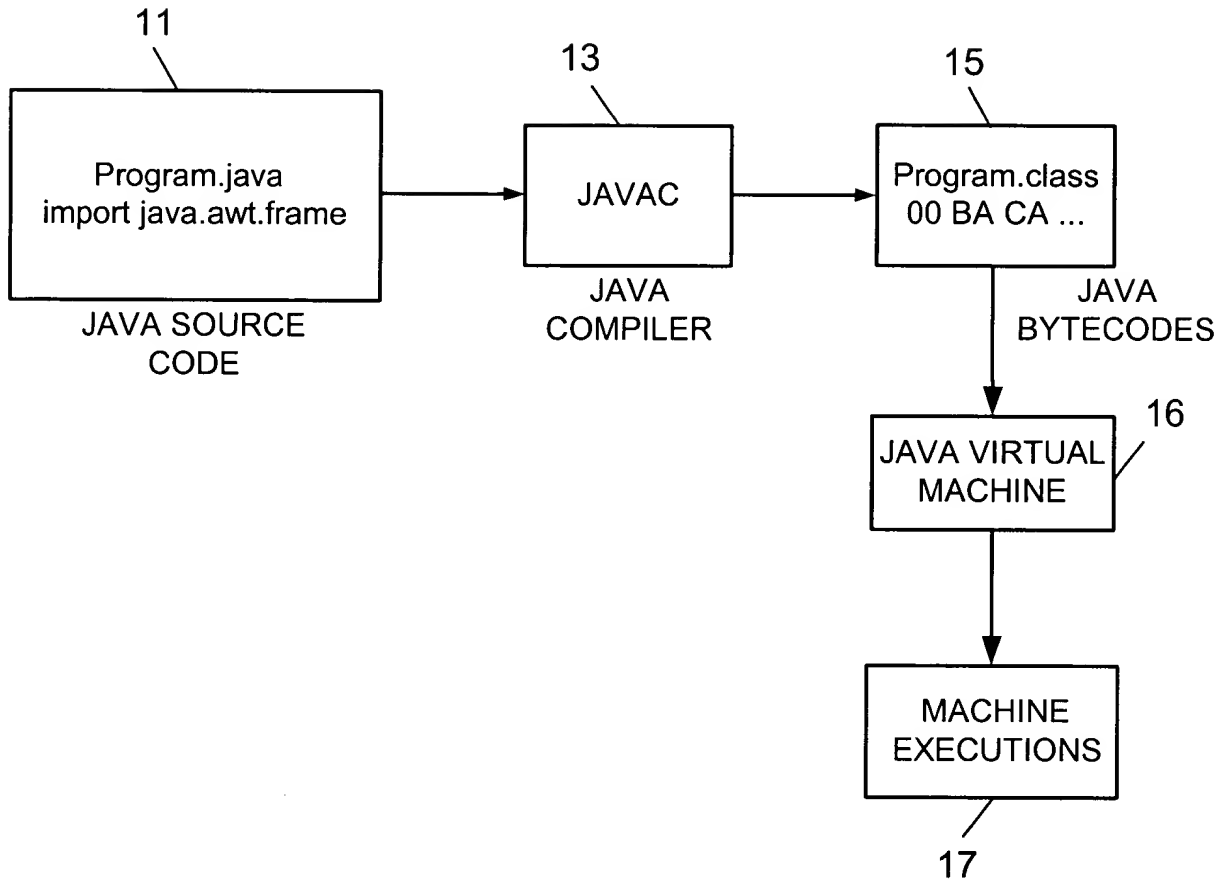 11
Program.java
import java.awt.frame
JAVA SOURCE
CODE
13
JAVAC
JAVA
COMPILER
15
Program.class
00 BA CA ...
JAVA
BYTECODES
16
JAVA VIRTUAL
MACHINE
MACHINE
EXECUTIONS
17